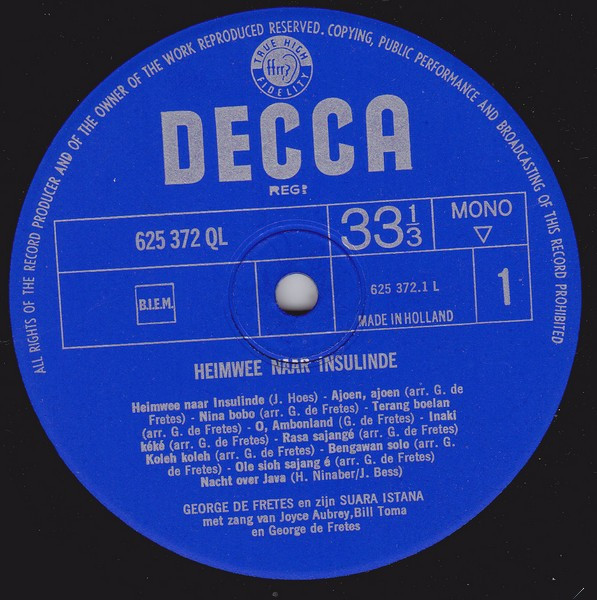 ALL RIGHTS OF THE RECORD PRODUCER AND OF THE OWNER OF THE WORK REPRODUCED RESERVED. COPYING, PUBLIC PERFORMANCE AND BROADCASTING OF THIS RECORD PROHIBITED
TRUE HIGH
ffrr
FIDELITY
DECCA
REGD
625 372 QL
33 1/3
MONO
▽
B.I.E.M.
625 372.1 L
1
MADE IN HOLLAND
HEIMWEE NAAR INSULINDE
Heimwee naar Insulinde (J. Hoes) - Ajoen, ajoen (arr. G. de
Fretes) - Nina bobo (arr. G. de Fretes) - Terang boelan
(arr. G. de Fretes) - O, Ambonland (G. de Fretes) - Inaki
kéké (arr. G. de Fretes) - Rasa sajangé (arr. G. de Fretes)
Koleh koleh (arr. G. de Fretes) - Bengawan solo (arr. G.
de Fretes) - Ole sioh sajang é (arr. G. de Fretes)
Nacht over Java (H. Ninaber/J. Bess)
GEORGE DE FRETES en zijn SUARA ISTANA
met zang van Joyce Aubrey, Bill Toma
en George de Fretes